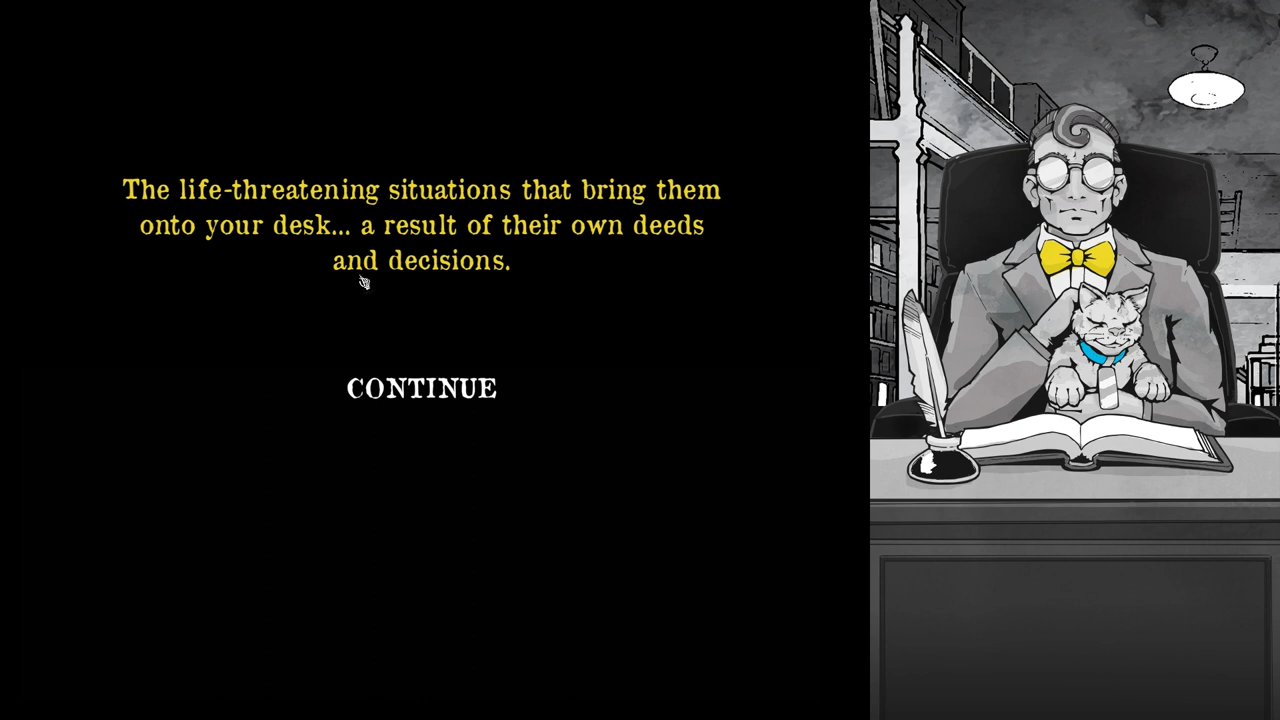 The life-threatening situations that bring them
onto your desk... a result of their own deeds
and decisions.
CONTINUE